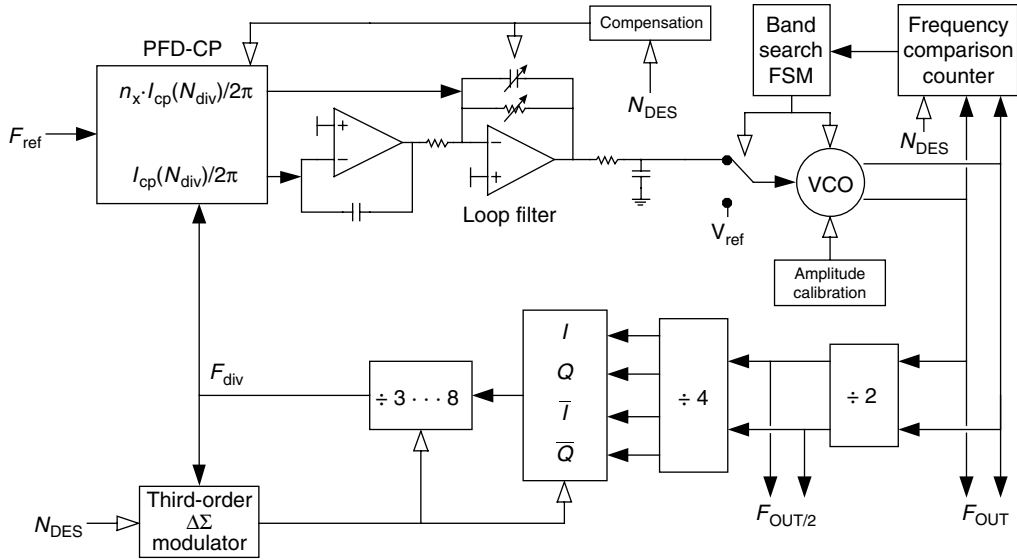 PFD-CP
Compensation
Band
search
FSM
Frequency
comparison
counter
nₓ·I_cp(N_div)/2π
N_DES
F_ref
+
−
−
+
N_DES
I_cp(N_div)/2π
VCO
Loop filter
V_ref
Amplitude
calibration
I
Q
I̅
Q̅
F_div
÷ 3 · · · 8
÷ 4
÷ 2
N_DES
Third-order
ΔΣ
modulator
F_OUT/2
F_OUT